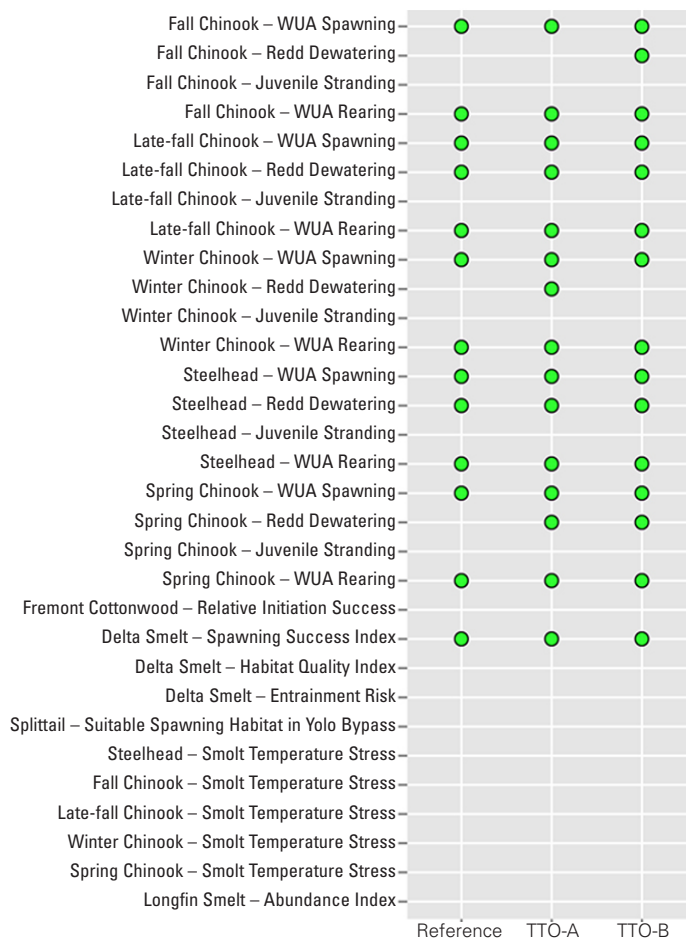 Fall Chinook – WUA Spawning
Fall Chinook – Redd Dewatering
Fall Chinook – Juvenile Stranding
Fall Chinook – WUA Rearing
Late-fall Chinook – WUA Spawning
Late-fall Chinook – Redd Dewatering
Late-fall Chinook – Juvenile Stranding
Late-fall Chinook – WUA Rearing
Winter Chinook – WUA Spawning
Winter Chinook – Redd Dewatering
Winter Chinook – Juvenile Stranding
Winter Chinook – WUA Rearing
Steelhead – WUA Spawning
Steelhead – Redd Dewatering
Steelhead – Juvenile Stranding
Steelhead – WUA Rearing
Spring Chinook – WUA Spawning
Spring Chinook – Redd Dewatering
Spring Chinook – Juvenile Stranding
Spring Chinook – WUA Rearing
Fremont Cottonwood – Relative Initiation Success
Delta Smelt – Spawning Success Index
Delta Smelt – Habitat Quality Index
Delta Smelt – Entrainment Risk
Splittail – Suitable Spawning Habitat in Yolo Bypass
Steelhead – Smolt Temperature Stress
Fall Chinook – Smolt Temperature Stress
Late-fall Chinook – Smolt Temperature Stress
Winter Chinook – Smolt Temperature Stress
Spring Chinook – Smolt Temperature Stress
Longfin Smelt – Abundance Index
Reference TTO-A TTO-B